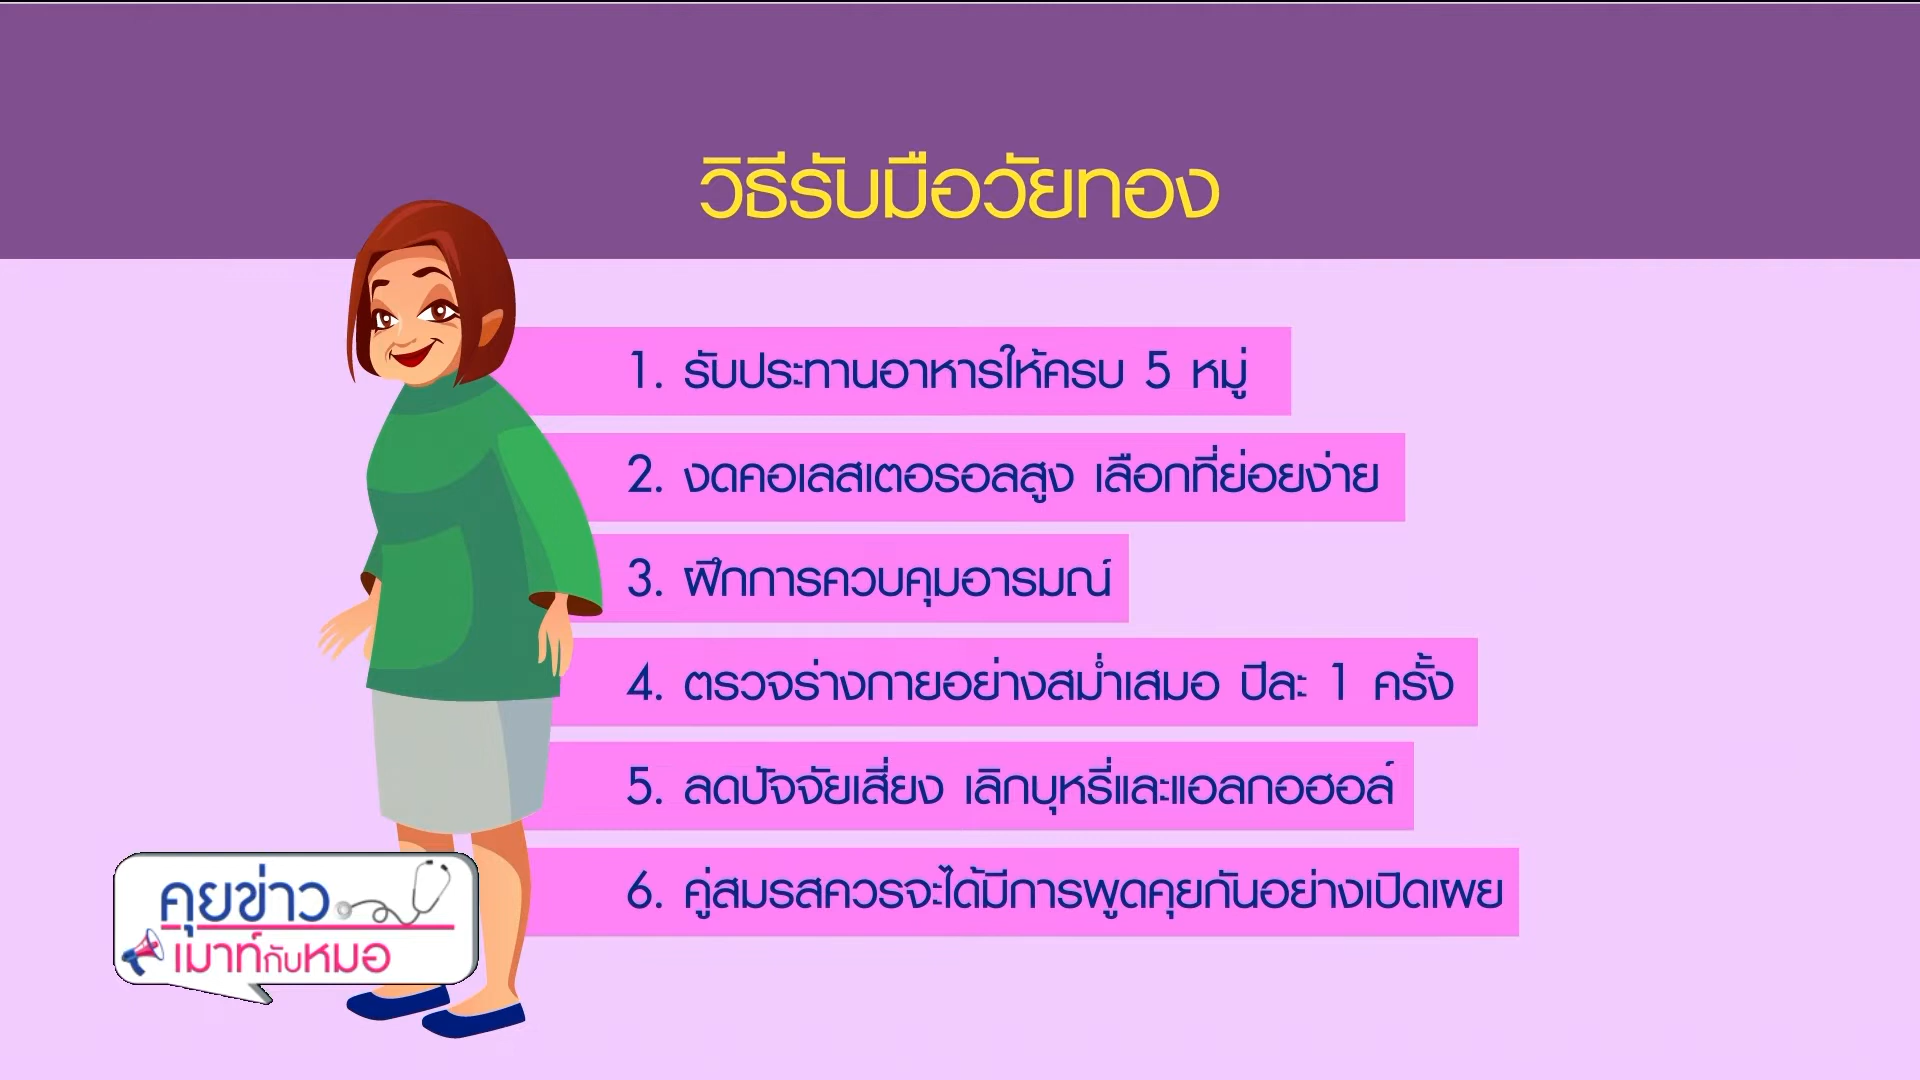 วิธีรับมือวัยทอง
1. รับประทานอาหารให้ครบ 5 หมู่
2. งดคอเลสเตอรอลสูง เลือกที่ย่อยง่าย
3. ฝึกการควบคุมอารมณ์
4. ตรวจร่างกายอย่างสม่ำเสมอ ปีละ 1 ครั้ง
5. ลดปัจจัยเสี่ยง เลิกบุหรี่และแอลกอฮอล์
6. คู่สมรสควรจะได้มีการพูดคุยกันอย่างเปิดเผย
คุยข่าว
เมาท์กับหมอ